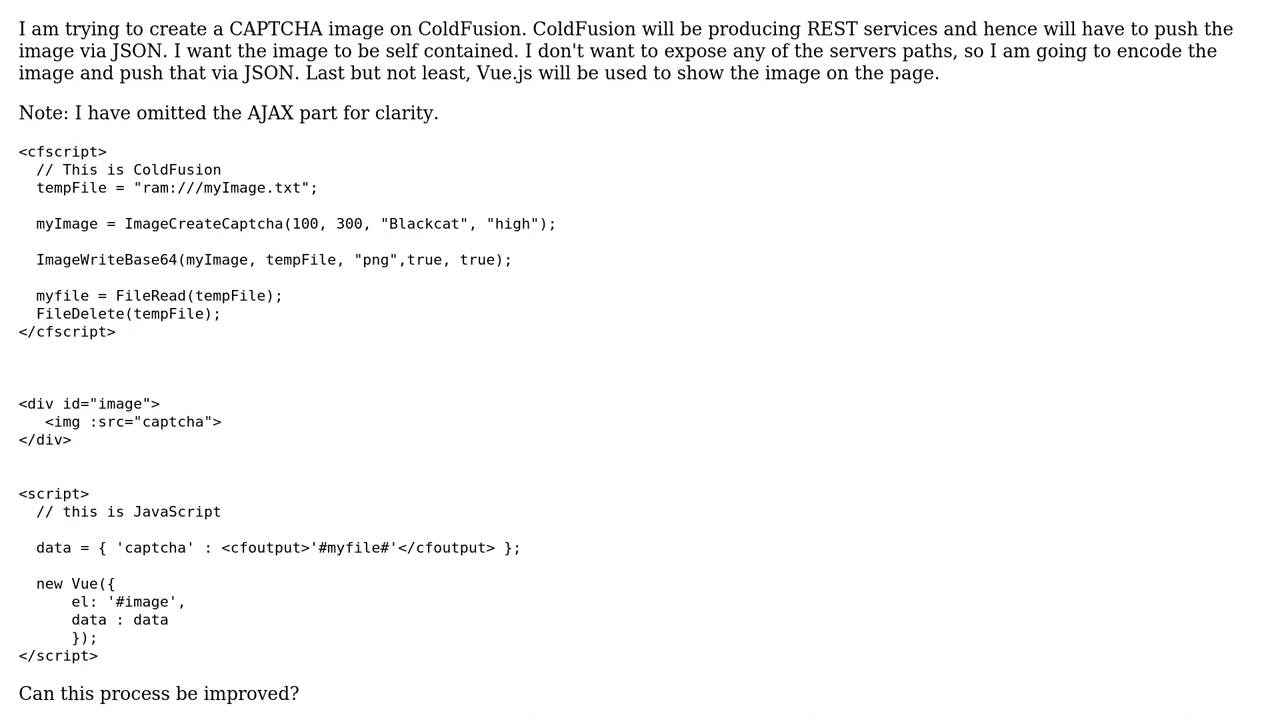 I am trying to create a CAPTCHA image on ColdFusion. ColdFusion will be producing REST services and hence will have to push the
image via JSON. I want the image to be self contained. I don't want to expose any of the servers paths, so I am going to encode the
image and push that via JSON. Last but not least, Vue.js will be used to show the image on the page.
Note: I have omitted the AJAX part for clarity.
<cfscript>
  // This is ColdFusion
  tempFile = "ram:///myImage.txt";
  myImage = ImageCreateCaptcha(100, 300, "Blackcat", "high");
  ImageWriteBase64(myImage, tempFile, "png",true, true);
  myfile = FileRead(tempFile);
  FileDelete(tempFile);
</cfscript>
<div id="image">
   <img :src="captcha">
</div>
<script>
  // this is JavaScript
  data = { 'captcha' : <cfoutput>'#myfile#'</cfoutput> };
  new Vue({
      el: '#image',
      data : data
      });
</script>
Can this process be improved?